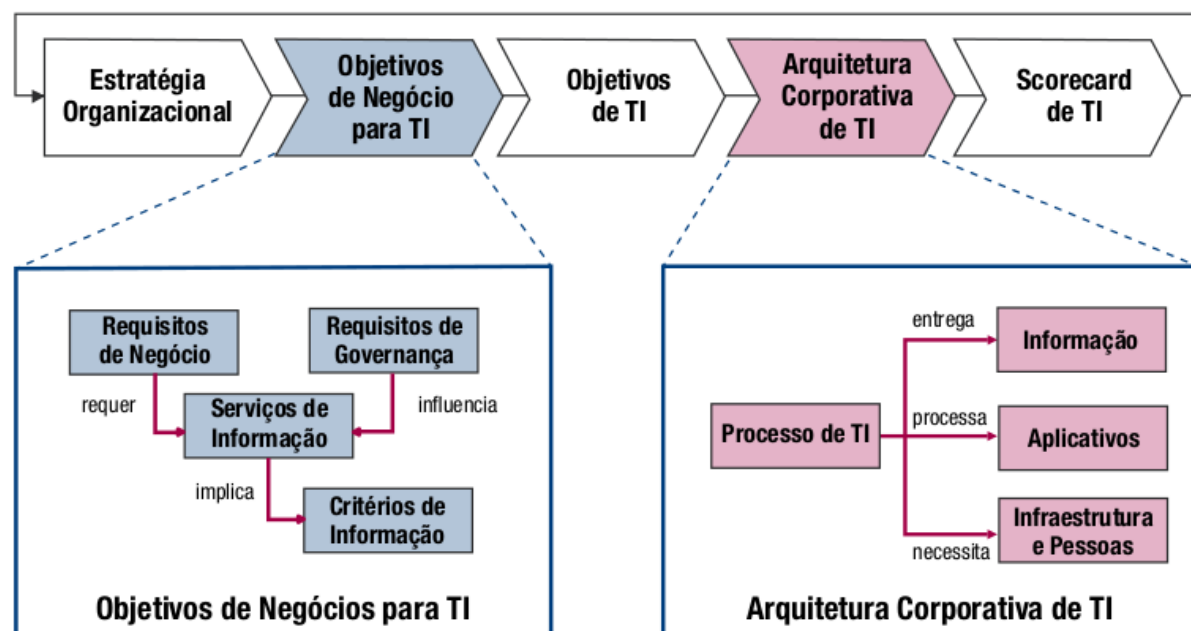 Estratégia
Organizacional
Objetivos
de Negócio
para TI
Objetivos
de TI
Arquitetura
Corporativa
de TI
Scorecard
de TI
Requisitos
de Negócio
Requisitos de
Governança
requer
Serviços de
Informação
influencia
implica
Critérios de
Informação
Objetivos de Negócios para TI
entrega
Informação
Processo de TI
processa
Aplicativos
necessita
Infraestrutura
e Pessoas
Arquitetura Corporativa de TI